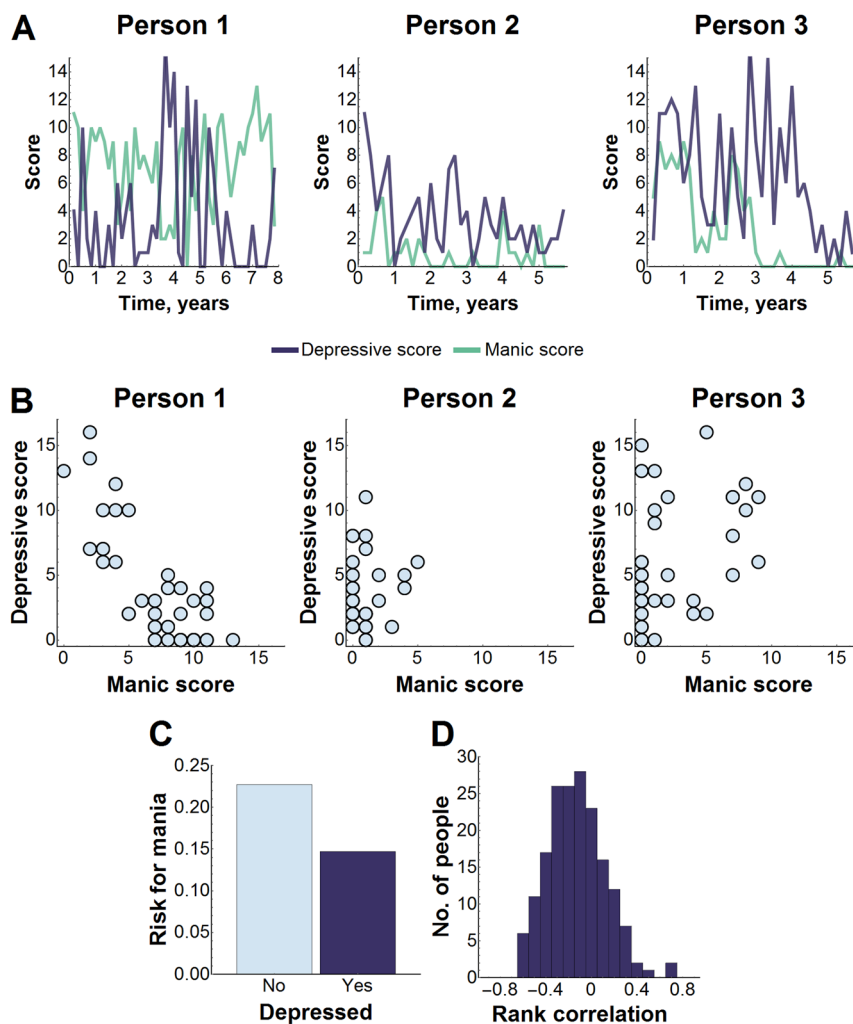 A
Person 1
Person 2
Person 3
Score
14
12
10
8
6
4
2
0
0 1 2 3 4 5 6 7 8
Time, years
Score
14
12
10
8
6
4
2
0
0 1 2 3 4 5
Time, years
Score
14
12
10
8
6
4
2
0
0 1 2 3 4 5
Time, years
Depressive score Manic score
B
Person 1
Person 2
Person 3
Depressive score
15
10
5
0
0 5 10 15
Manic score
Depressive score
15
10
5
0
0 5 10 15
Manic score
Depressive score
15
10
5
0
0 5 10 15
Manic score
C
Risk for mania
0.25
0.20
0.15
0.10
0.05
0.00
No Yes
Depressed
D
No. of people
30
25
20
15
10
5
0
−0.8 −0.4 0 0.4 0.8
Rank correlation